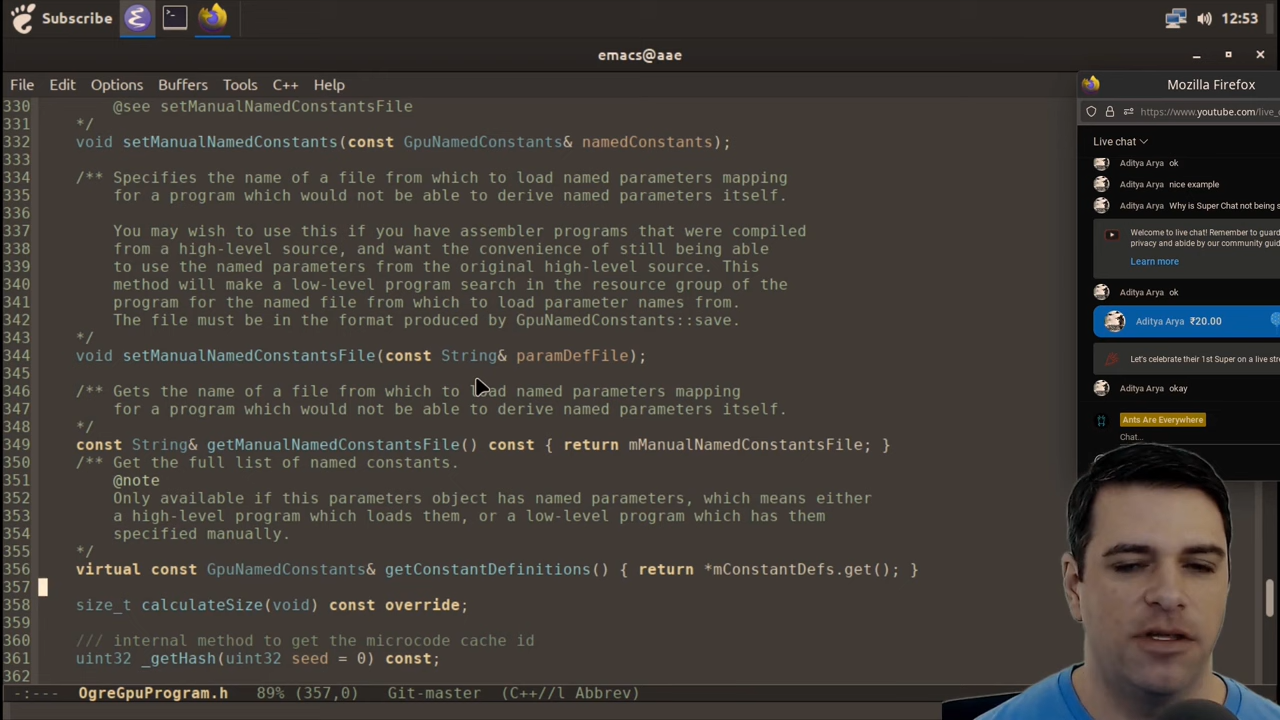 Subscribe
12:53
emacs@aae
File Edit Buffers Tools C++ Help
330 @see setManualNamedConstantsFile
331 */
332 void setManualNamedConstants(const GpuNamedConstants& namedConstants);
333
334 /** Specifies the name of a file from which to load named parameters mapping
335 for a program which would not be able to derive named parameters itself.
336
337 You may wish to use this if you have assembler programs that were compiled
338 from a high-level source, and want the convenience of still being able
339 to use the named parameters from the original high-level source. This
340 method will make a low-level program search in the resource group of the
341 program for the named file from which to load parameter names from.
342 The file must be in the format produced by GpuNamedConstants::save.
343 */
344 void setManualNamedConstantsFile(const String& paramDefFile);
345
346 /** Gets the name of a file from which to load named parameters mapping
347 for a program which would not be able to derive named parameters itself.
348 */
349 const String& getManualNamedConstantsFile() const { return mManualNamedConstantsFile; }
350 /** Get the full list of named constants.
351 @note
352 Only available if this parameters object has named parameters, which means either
353 a high-level program which loads them, or a low-level program which has them
354 specified manually.
355 */
356 virtual const GpuNamedConstants& getConstantDefinitions() { return *mConstantDefs.get(); }
357
358 size_t calculateSize(void) const override;
359
360 /// internal method to get the microcode cache id
361 uint32 _getHash(uint32 seed = 0) const;
362
-:--- OgreGpuProgram.h 89% (357,0) Git-master (C++//l Abbrev)
Mozilla Firefox
https://www.youtube.com/live_c
Live chat
Aditya Arya ok
Aditya Arya nice example
Aditya Arya Why is Super Chat not being s
Welcome to live chat! Remember to guard
privacy and abide by our community guid
Learn more
Aditya Arya ok
Aditya Arya ₹20.00
Let's celebrate their 1st Super on a live str
Aditya Arya okay
Ants Are Everywhere
Chat...